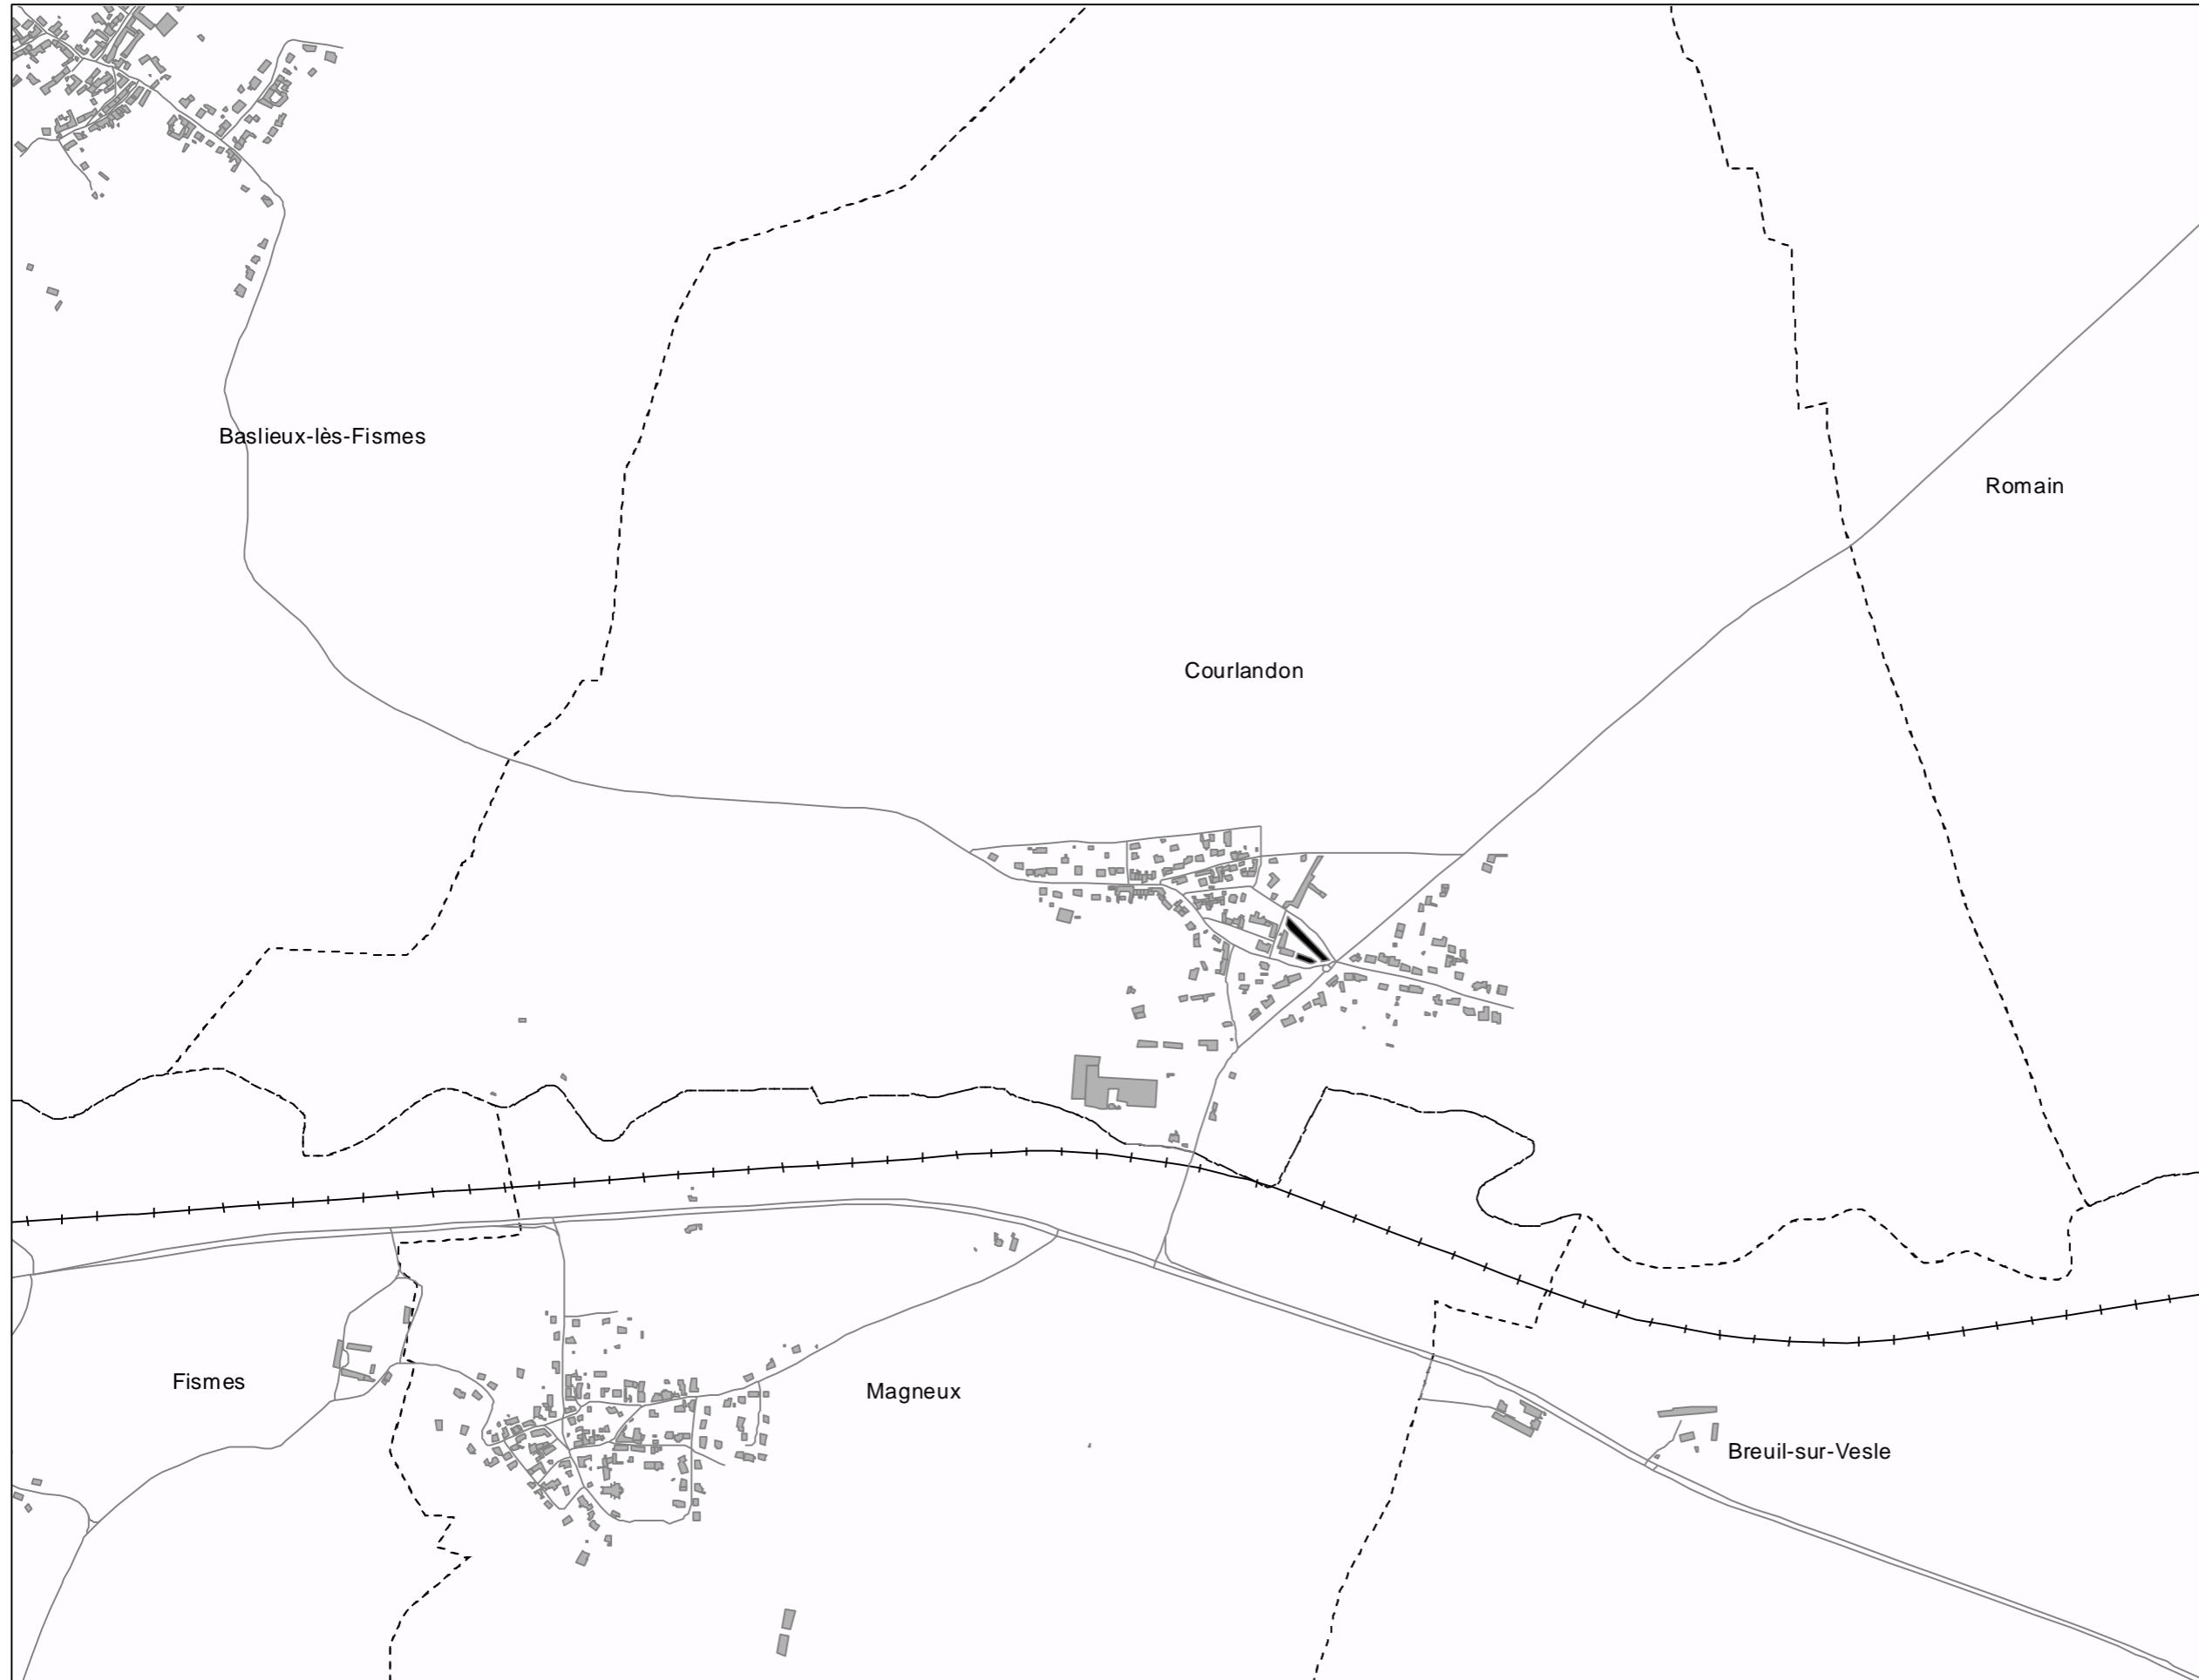 Baslieux-lès-Fismes
Romain
Courlandon
Fismes
Magneux
Breuil-sur-Vesle